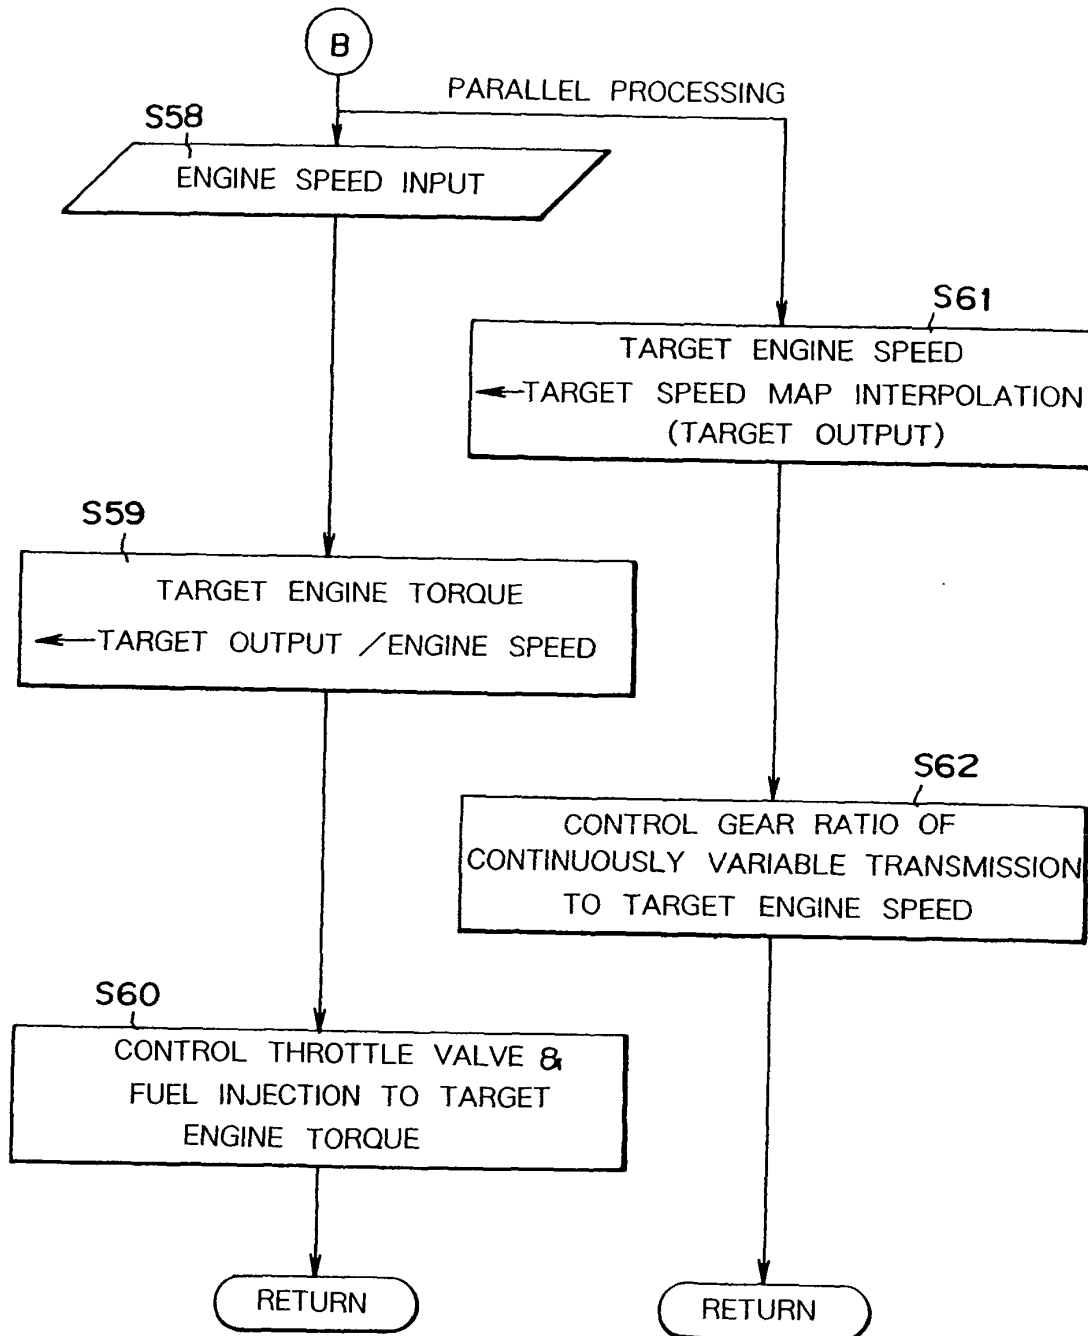 B
PARALLEL PROCESSING
S58
ENGINE SPEED INPUT
S61
TARGET ENGINE SPEED
←TARGET SPEED MAP INTERPOLATION
(TARGET OUTPUT)
S59
TARGET ENGINE TORQUE
←TARGET OUTPUT /ENGINE SPEED
S62
CONTROL GEAR RATIO OF
CONTINUOUSLY VARIABLE TRANSMISSION
TO TARGET ENGINE SPEED
S60
CONTROL THROTTLE VALVE &
FUEL INJECTION TO TARGET
ENGINE TORQUE
RETURN
RETURN